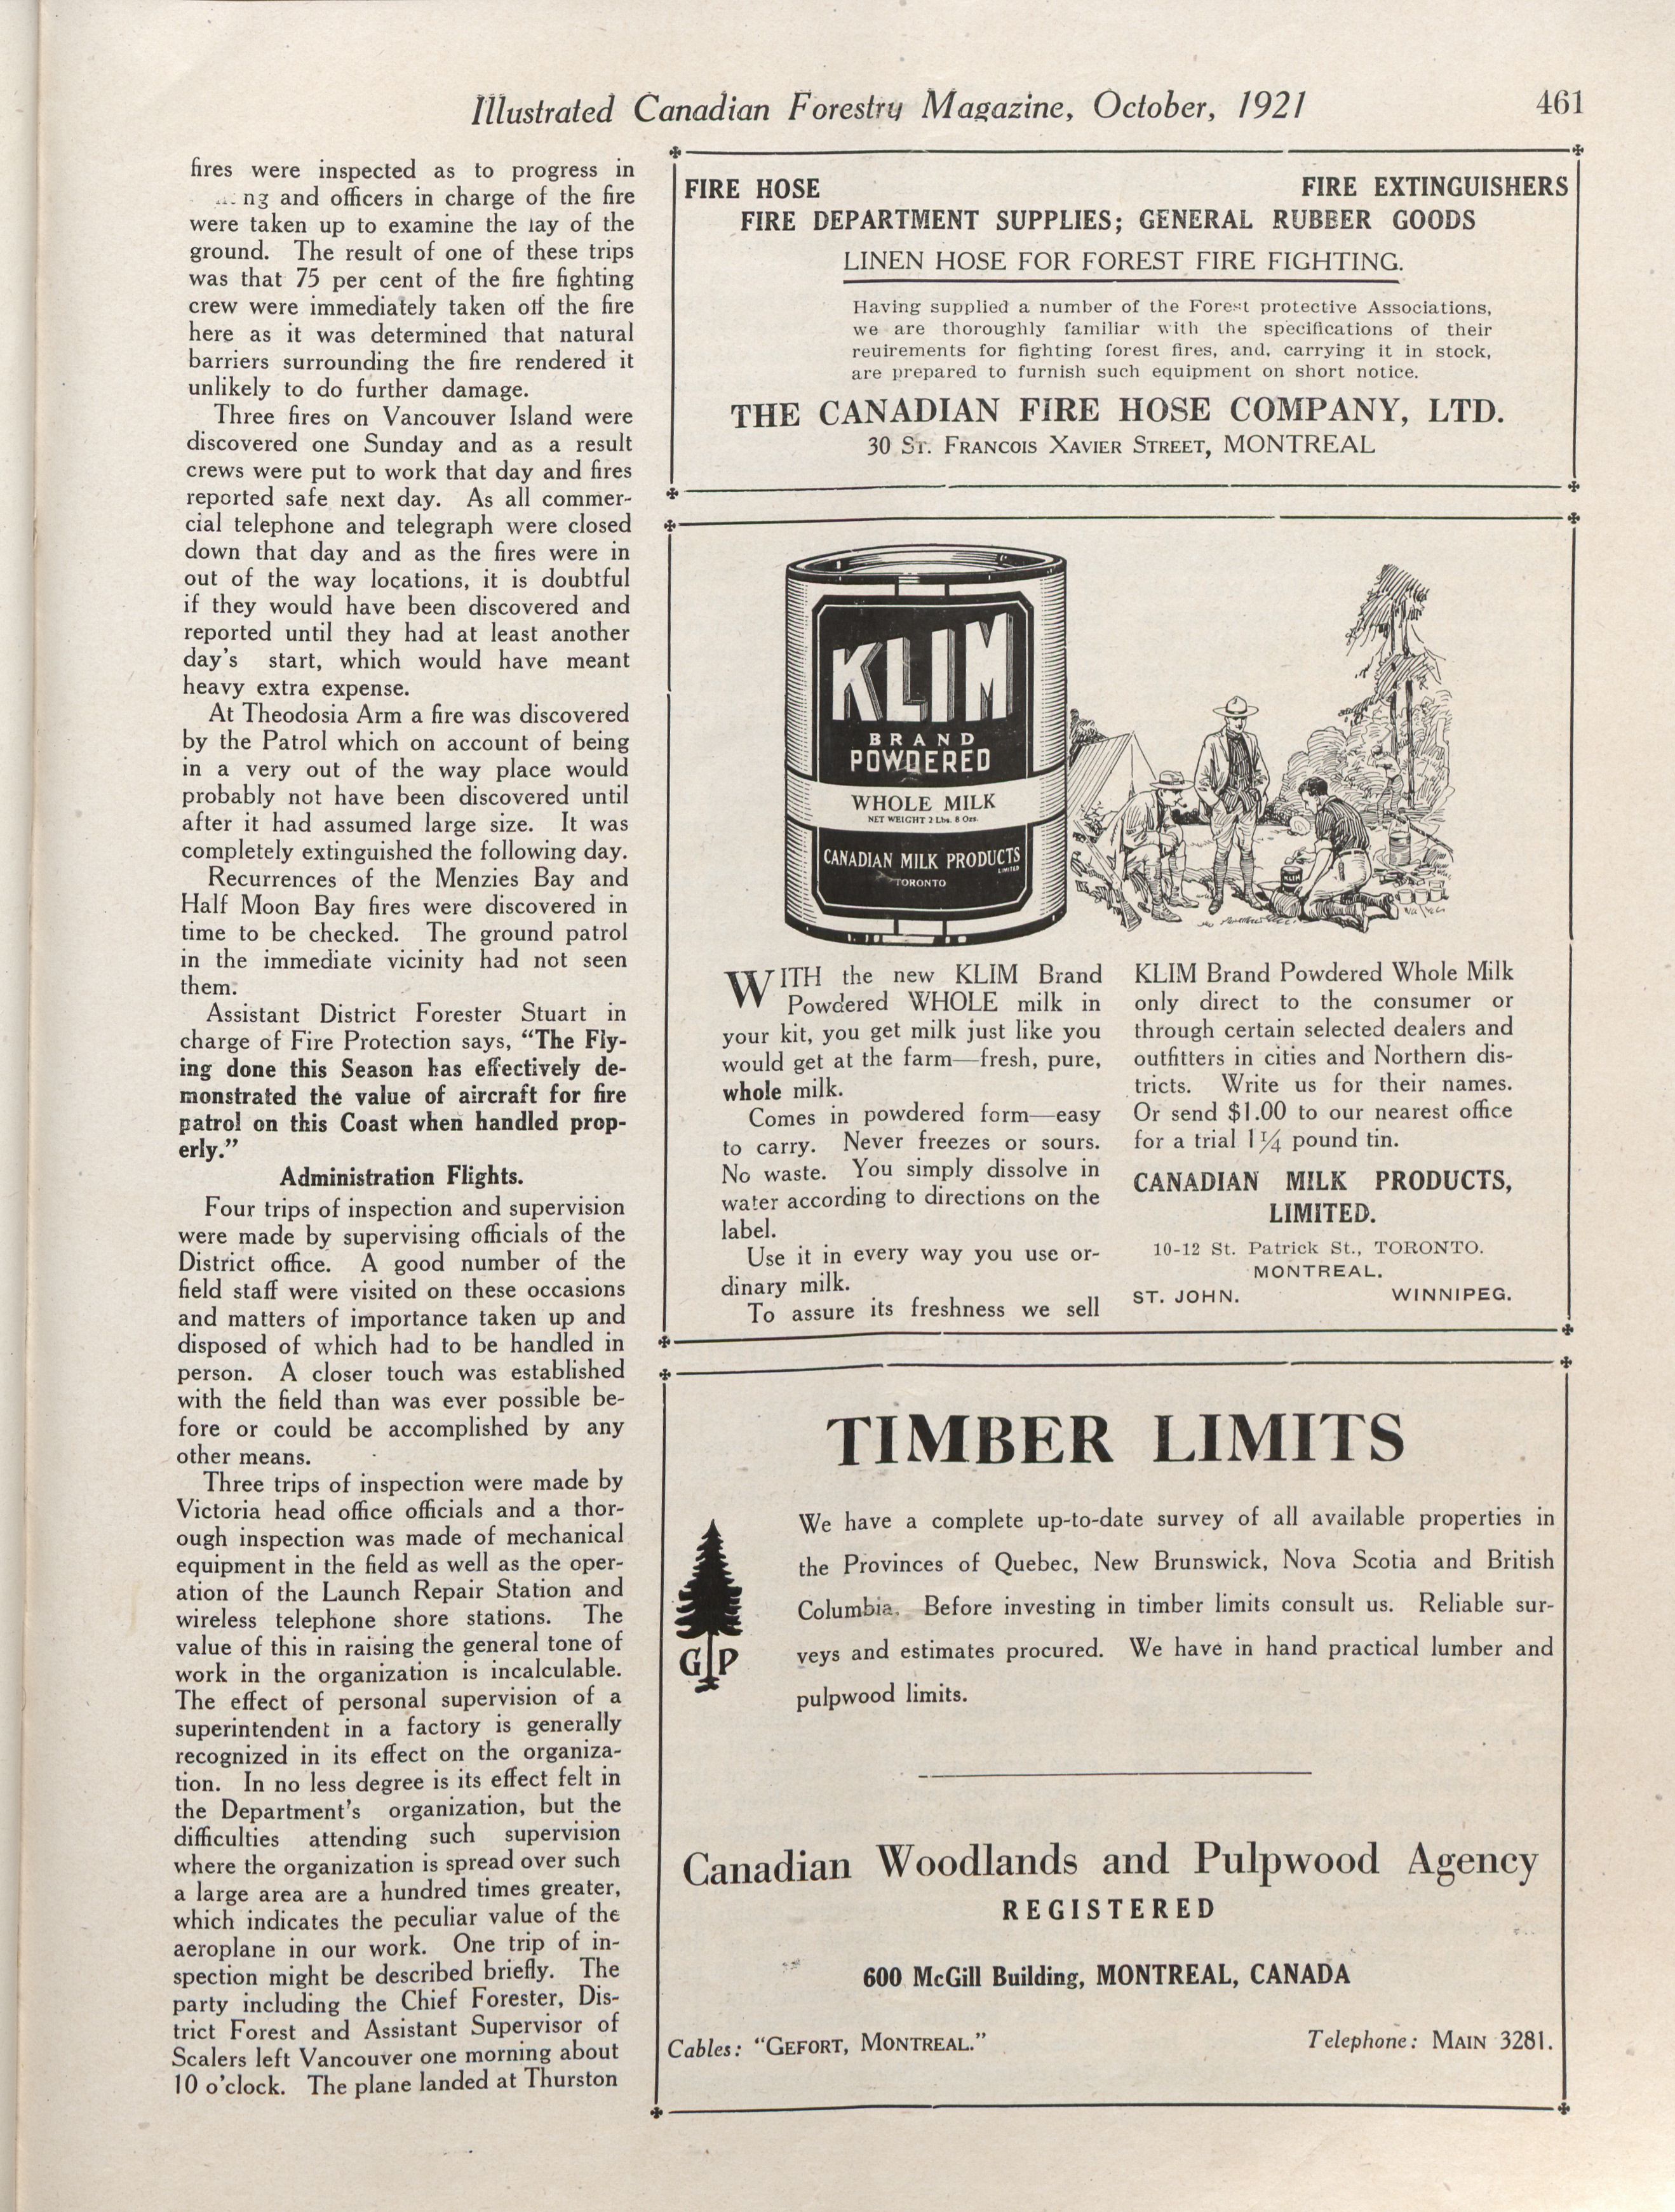 Illustrated Canadian Forestry Magazine, October, 1921
461
fires were inspected as to progress in
ng and officers in charge of the fire
were taken up to examine the lay of the
ground. The result of one of these trips
was that 75 per cent of the fire fighting
crew were immediately taken off the fire
here as it was determined that natural
barriers surrounding the fire rendered it
unlikely to do further damage.
Three fires on Vancouver Island were
discovered one Sunday and as a result
crews were put to work that day and fires
reported safe next day. As all commer-
cial telephone and telegraph were closed
down that day and as the fires were in
out of the way locations, it is doubtful
if they would have been discovered and
reported until they had at least another
day's start, which would have meant
heavy extra expense.
At Theodosia Arm a fire was discovered
by the Patrol which on account of being
in a very out of the way place would
probably not have been discovered until
after it had assumed large size. It was
completely extinguished the following day.
Recurrences of the Menzies Bay and
Half Moon Bay fires were discovered in
time to be checked. The ground patrol
in the immediate vicinity had not seen
them.
Assistant District Forester Stuart in
charge of Fire Protection says, "The Fly-
ing done this Season has effectively de-
monstrated the value of aircraft for fire
patrol on this Coast when handled prop-
erly."
Administration Flights.
Four trips of inspection and supervision
were made by supervising officials of the
District office. A good number of the
field staff were visited on these occasions
and matters of importance taken up and
disposed of which had to be handled in
person. A closer touch was established
with the field than was ever possible be-
fore or could be accomplished by any
other means.
Three trips of inspection were made by
Victoria head office officials and a thor-
ough inspection was made of mechanical
equipment in the field as well as the oper-
ation of the Launch Repair Station and
wireless telephone shore stations. The
value of this in raising the general tone of
work in the organization is incalculable.
The effect of personal supervision of a
superintendent in a factory is generally
recognized in its effect on the organiza-
tion. In no less degree is its effect felt in
the Department's organization, but the
difficulties attending such supervision
where the organization is spread over such
a large area are a hundred times greater,
which indicates the peculiar value of the
aeroplane in our work. One trip of in-
spection might be described briefly. The
party including the Chief Forester, Dis-
trict Forest and Assistant Supervisor of
Scalers left Vancouver one morning about
10 o'clock. The plane landed at Thurston
FIRE HOSE FIRE EXTINGUISHERS
FIRE DEPARTMENT SUPPLIES; GENERAL RUBBER GOODS
LINEN HOSE FOR FOREST FIRE FIGHTING.
Having supplied a number of the Forest protective Associations,
we are thoroughly familiar with the specifications of their
reuirements for fighting forest fires, and, carrying it in stock,
are prepared to furnish such equipment on short notice.
THE CANADIAN FIRE HOSE COMPANY, LTD.
30 St. Francois Xavier Street, MONTREAL
KLIM
BRAND
POWDERED
WHOLE MILK
NET WEIGHT 2 Lbs. 8 Ozs.
CANADIAN MILK PRODUCTS
LIMITED
TORONTO
KLIM
WITH the new KLIM Brand
Powdered WHOLE milk in
your kit, you get milk just like you
would get at the farm—fresh, pure,
whole milk.
Comes in powdered form—easy
to carry. Never freezes or sours.
No waste. You simply dissolve in
water according to directions on the
label.
Use it in every way you use or-
dinary milk.
To assure its freshness we sell
KLIM Brand Powdered Whole Milk
only direct to the consumer or
through certain selected dealers and
outfitters in cities and Northern dis-
tricts. Write us for their names.
Or send $1.00 to our nearest office
for a trial 1¼ pound tin.
CANADIAN MILK PRODUCTS,
LIMITED.
10-12 St. Patrick St., TORONTO.
MONTREAL.
ST. JOHN. WINNIPEG.
TIMBER LIMITS
We have a complete up-to-date survey of all available properties in
the Provinces of Quebec, New Brunswick, Nova Scotia and British
Columbia. Before investing in timber limits consult us. Reliable sur-
veys and estimates procured. We have in hand practical lumber and
pulpwood limits.
G P
Canadian Woodlands and Pulpwood Agency
REGISTERED
600 McGill Building, MONTREAL, CANADA
Cables: "Gefort, Montreal." Telephone: Main 3281.